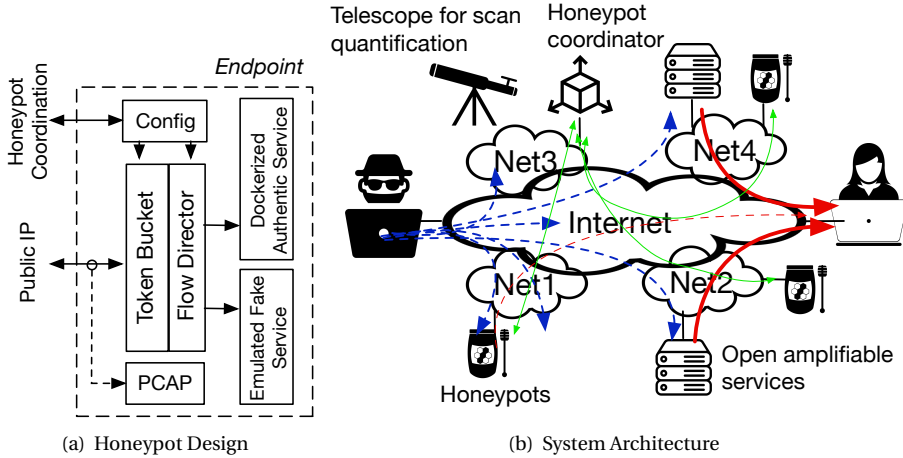 Endpoint
Honeypot
Coordination
Config
Public IP
Token Bucket
Flow Director
Dockerized
Authentic Service
Emulated Fake
Service
PCAP
(a) Honeypot Design
Telescope for scan
quantification
Honeypot
coordinator
Net3
Net4
Internet
Net1
Net2
Honeypots
Open amplifiable
services
(b) System Architecture